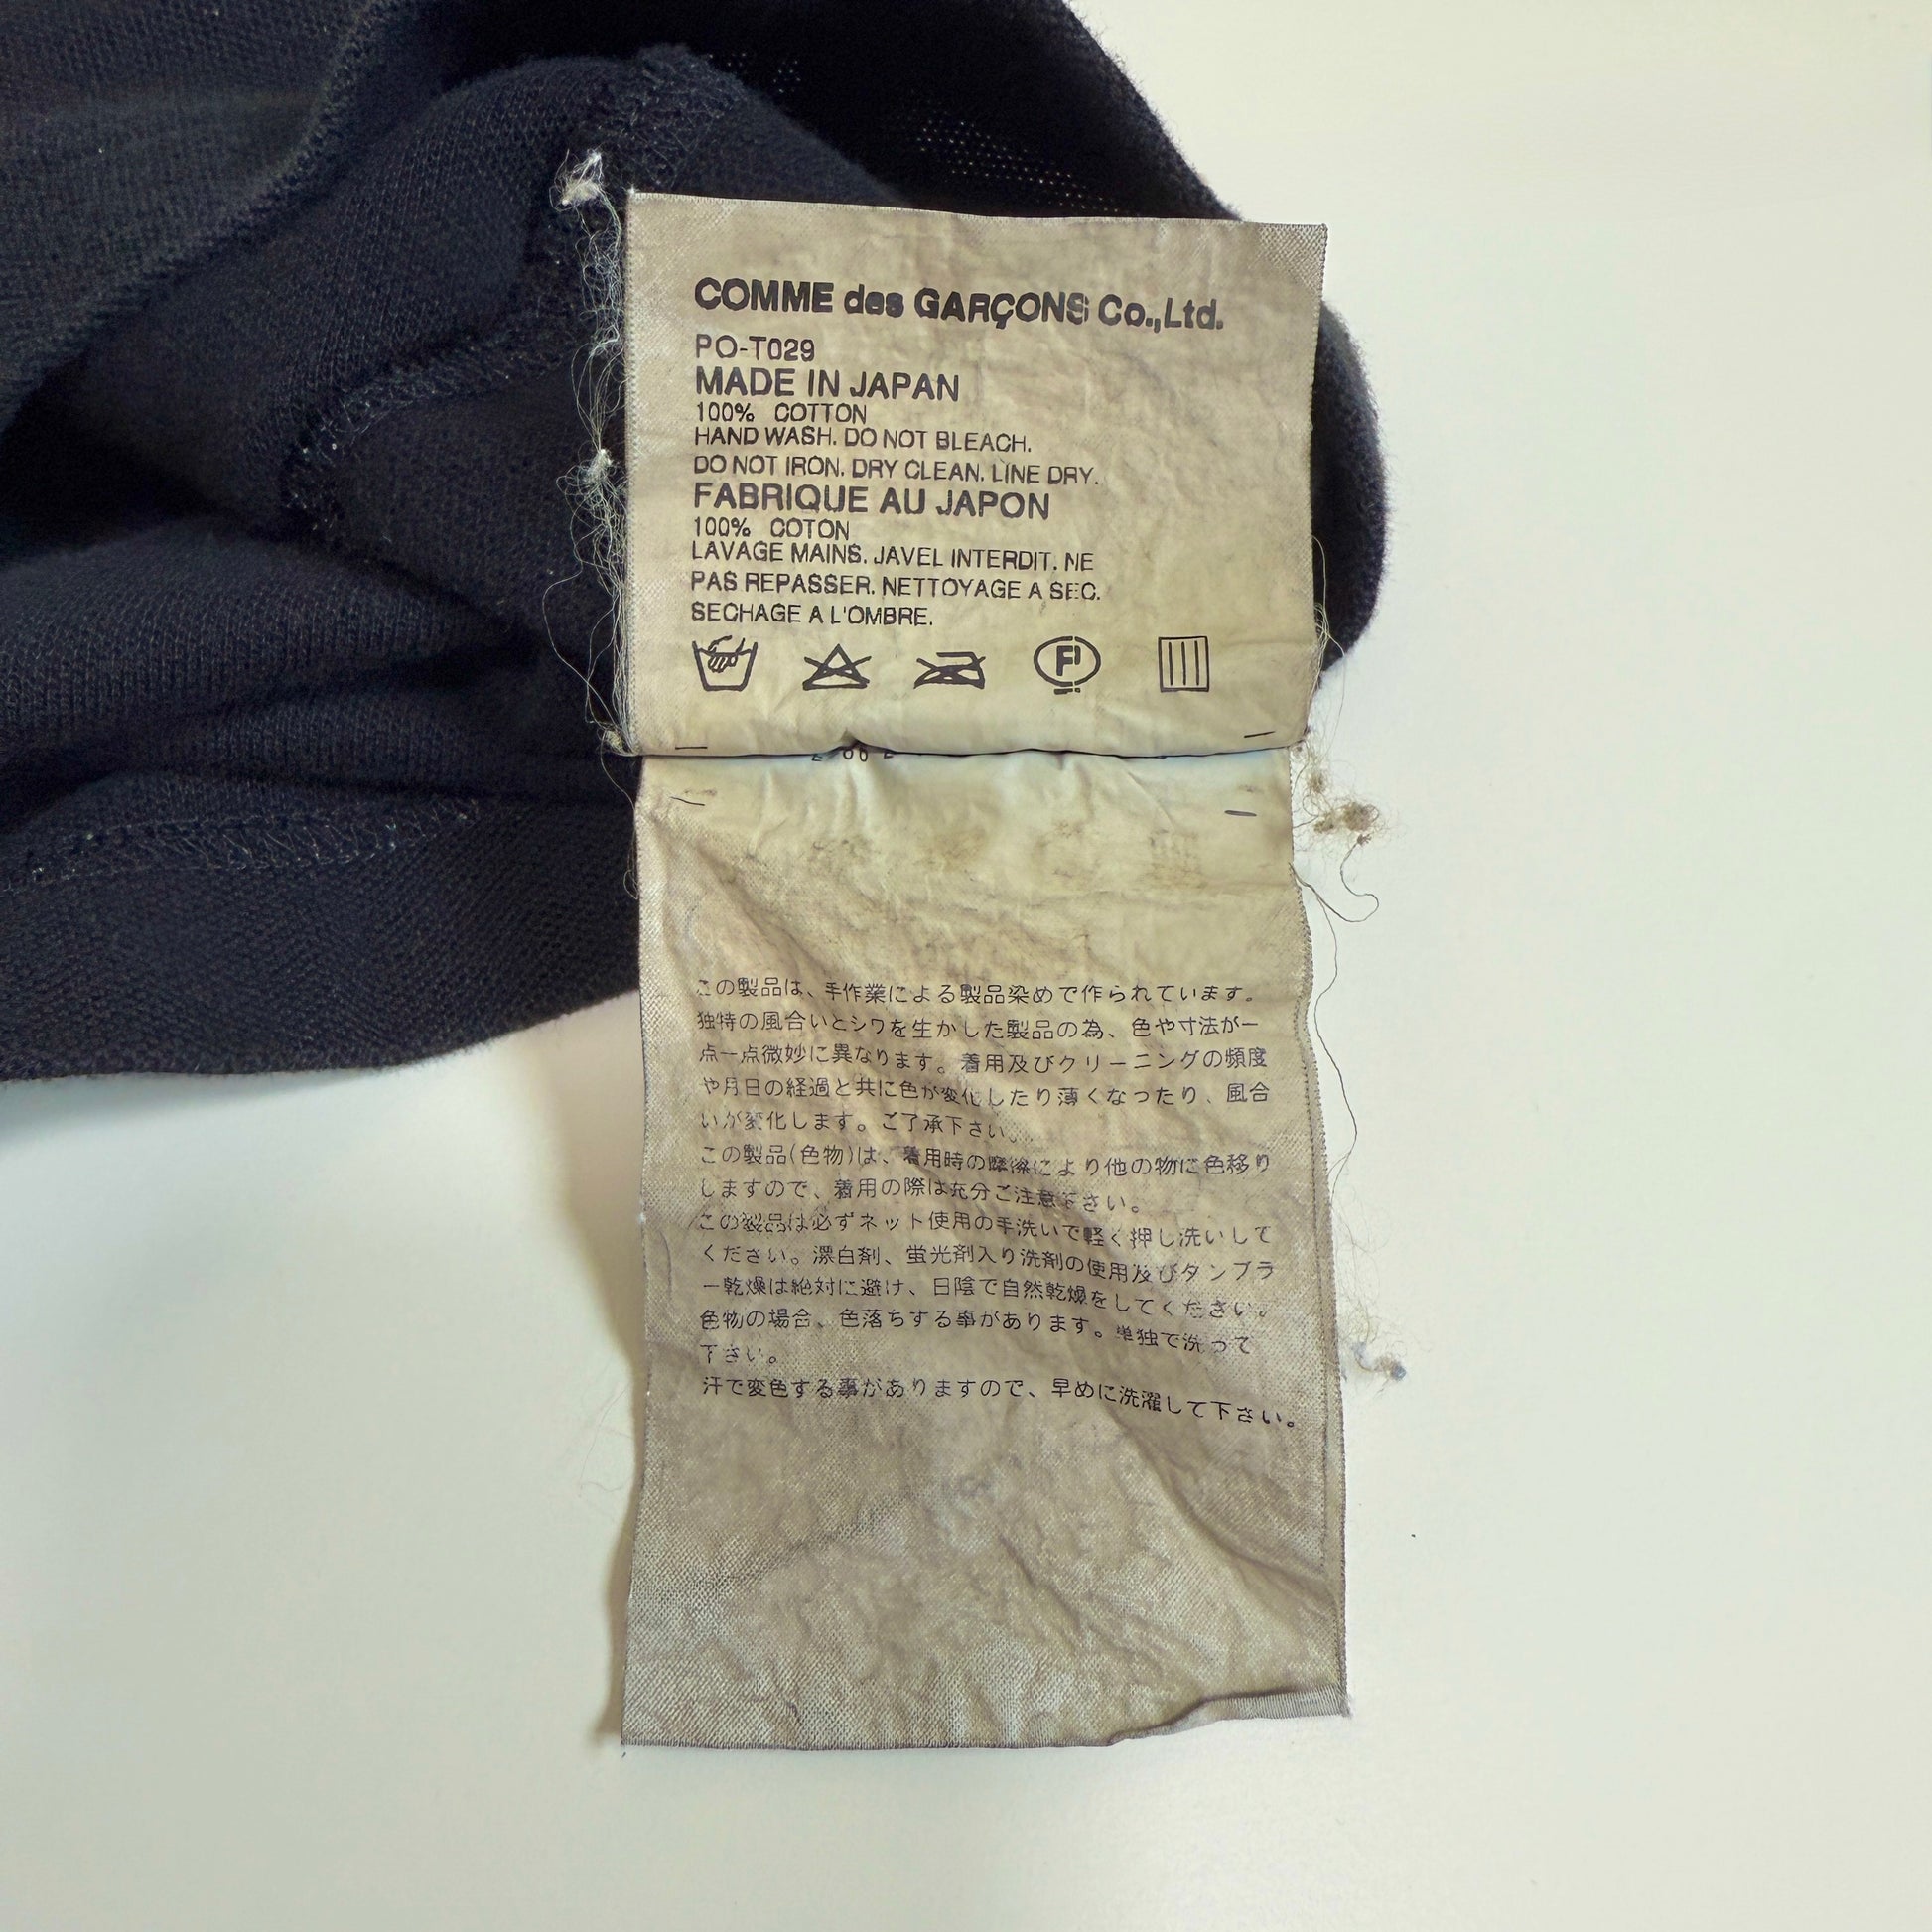 COMME des GARÇONS Co.,Ltd.
PO-T029
MADE IN JAPAN
100% COTTON
HAND WASH. DO NOT BLEACH.
DO NOT IRON. DRY CLEAN. LINE DRY.
FABRIQUE AU JAPON
100% COTON
LAVAGE MAINS. JAVEL INTERDIT. NE
PAS REPASSER. NETTOYAGE A SEC.
SECHAGE A L'OMBRE.
F
この製品は、手作業による製品染めで作られています。
独特の風合いとシワを生かした製品の為、色や寸法が一
点一点微妙に異なります。着用及びクリーニングの頻度
や月日の経過と共に色が変化したり薄くなったり、風合
いが変化します。ご了承下さい。
この製品(色物)は、着用時の摩擦により他の物に色移り
しますので、着用の際は充分ご注意下さい。
この製品は必ずネット使用の手洗いで軽く押し洗いして
ください。漂白剤、蛍光剤入り洗剤の使用及びタンブラ
ー乾燥は絶対に避け、日陰で自然乾燥をしてください。
色物の場合、色落ちする事があります。単独で洗って
下さい。
汗で変色する事がありますので、早めに洗濯して下さい。